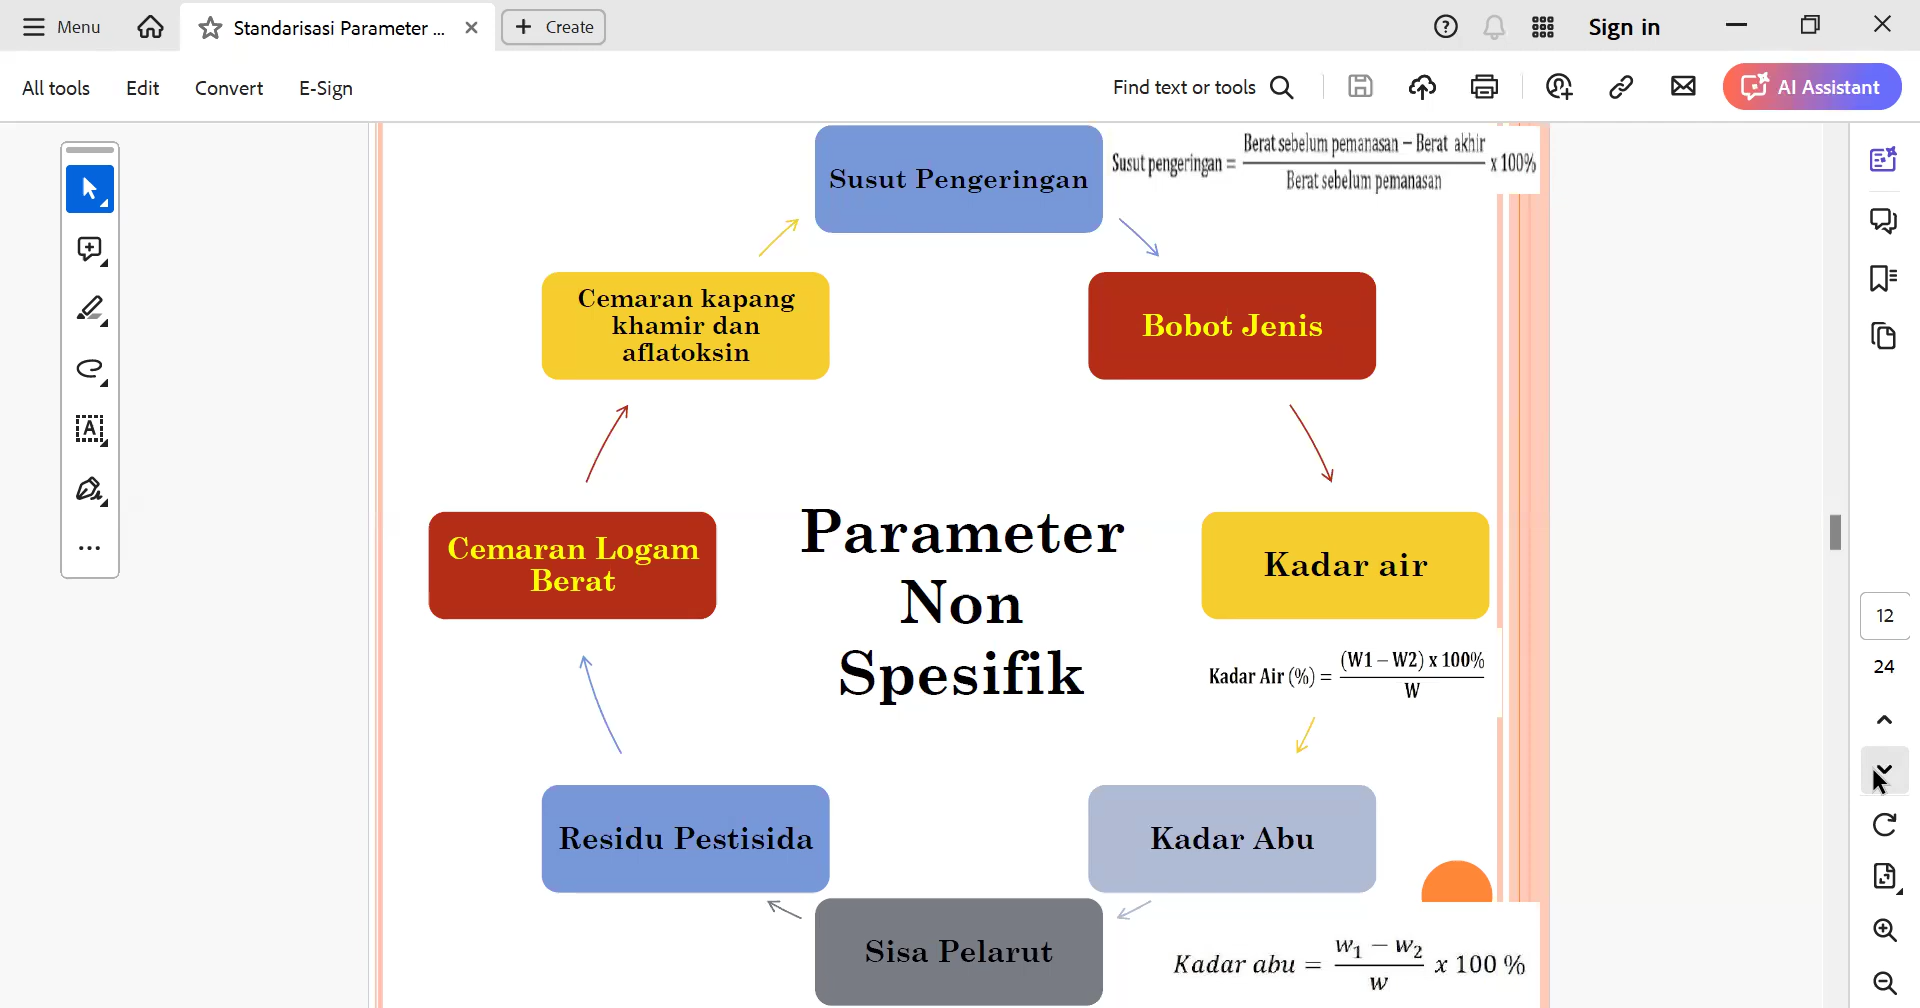 Menu
Standarisasi Parameter ...
Create
Sign in
All tools
Edit
Convert
E-Sign
Find text or tools
AI Assistant
Susut Pengeringan
Susut pengeringan = Berat sebelum pemanasan – Berat akhir
Berat sebelum pemanasan
x 100%
Cemaran kapang
khamir dan
aflatoksin
Bobot Jenis
Cemaran Logam
Berat
Parameter
Non
Spesifik
Kadar air
Kadar Air (%) = (W1 – W2) x 100%
W
Residu Pestisida
Kadar Abu
Sisa Pelarut
Kadar abu = w1 – w2
w
x 100 %
A
12
24